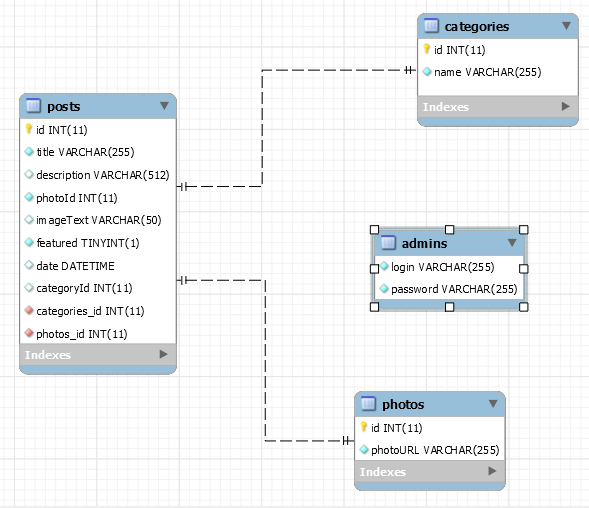 categories
id INT(11)
name VARCHAR(255)
Indexes
posts
id INT(11)
title VARCHAR(255)
description VARCHAR(512)
photoId INT(11)
imageText VARCHAR(50)
featured TINYINT(1)
date DATETIME
categoryId INT(11)
categories_id INT(11)
photos_id INT(11)
Indexes
admins
login VARCHAR(255)
password VARCHAR(255)
photos
id INT(11)
photoURL VARCHAR(255)
Indexes